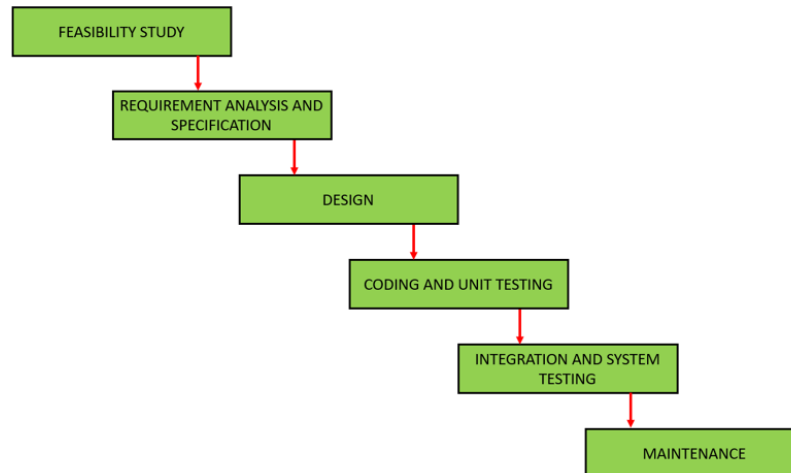 FEASIBILITY STUDY
REQUIREMENT ANALYSIS AND
SPECIFICATION
DESIGN
CODING AND UNIT TESTING
INTEGRATION AND SYSTEM
TESTING
MAINTENANCE